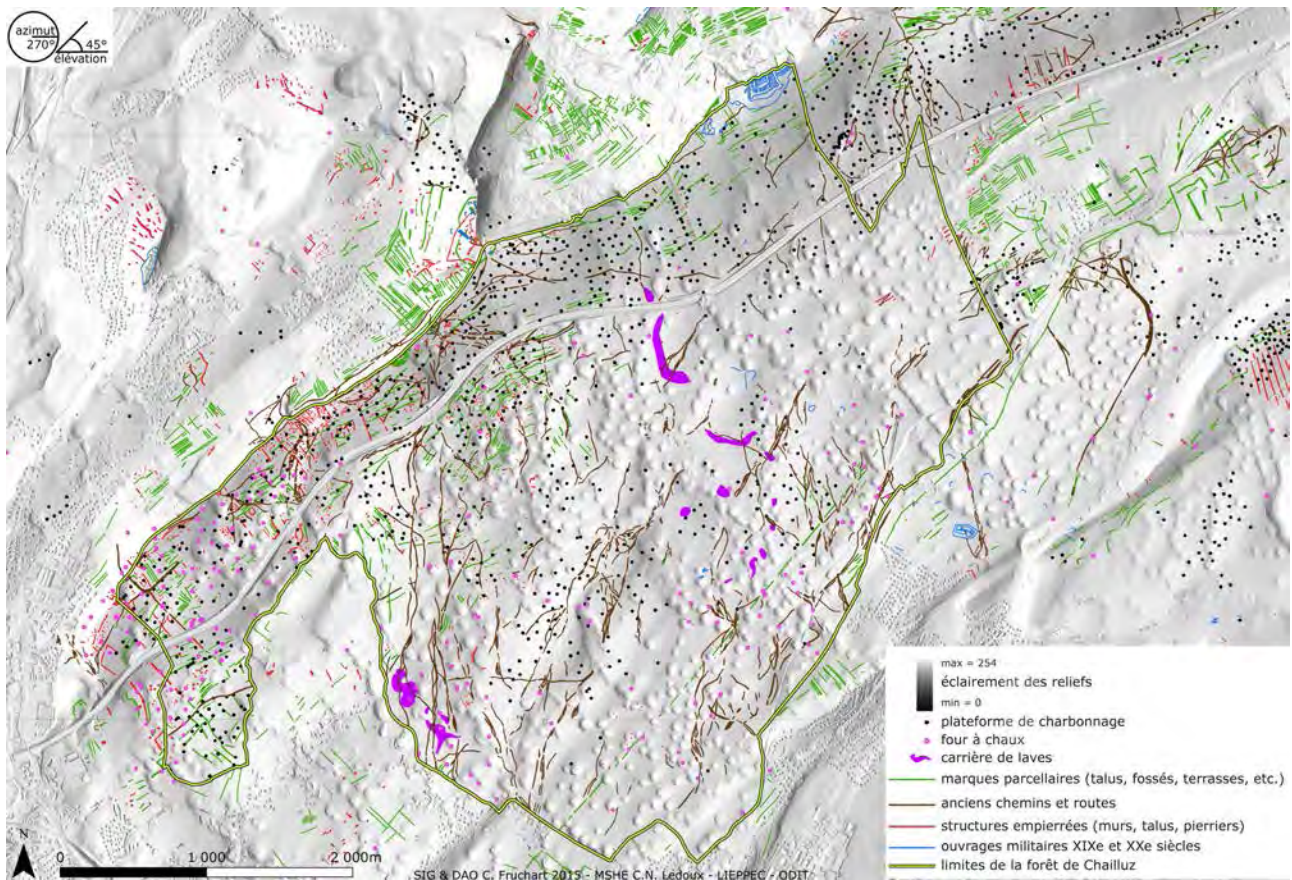 azimut
270°
45°
élévation
max = 254
éclairement des reliefs
min = 0
plateforme de charbonnage
four à chaux
carrière de laves
marques parcellaires (talus, fossés, terrasses, etc.)
anciens chemins et routes
structures empierrées (murs, talus, pierriers)
ouvrages militaires XIXe et XXe siècles
limites de la forêt de Chailluz
N
0 1 000 2 000m
SIG & DAO C. Fruchart 2015 - MSHE C.N. Ledoux - LIEPPEC - ODIT